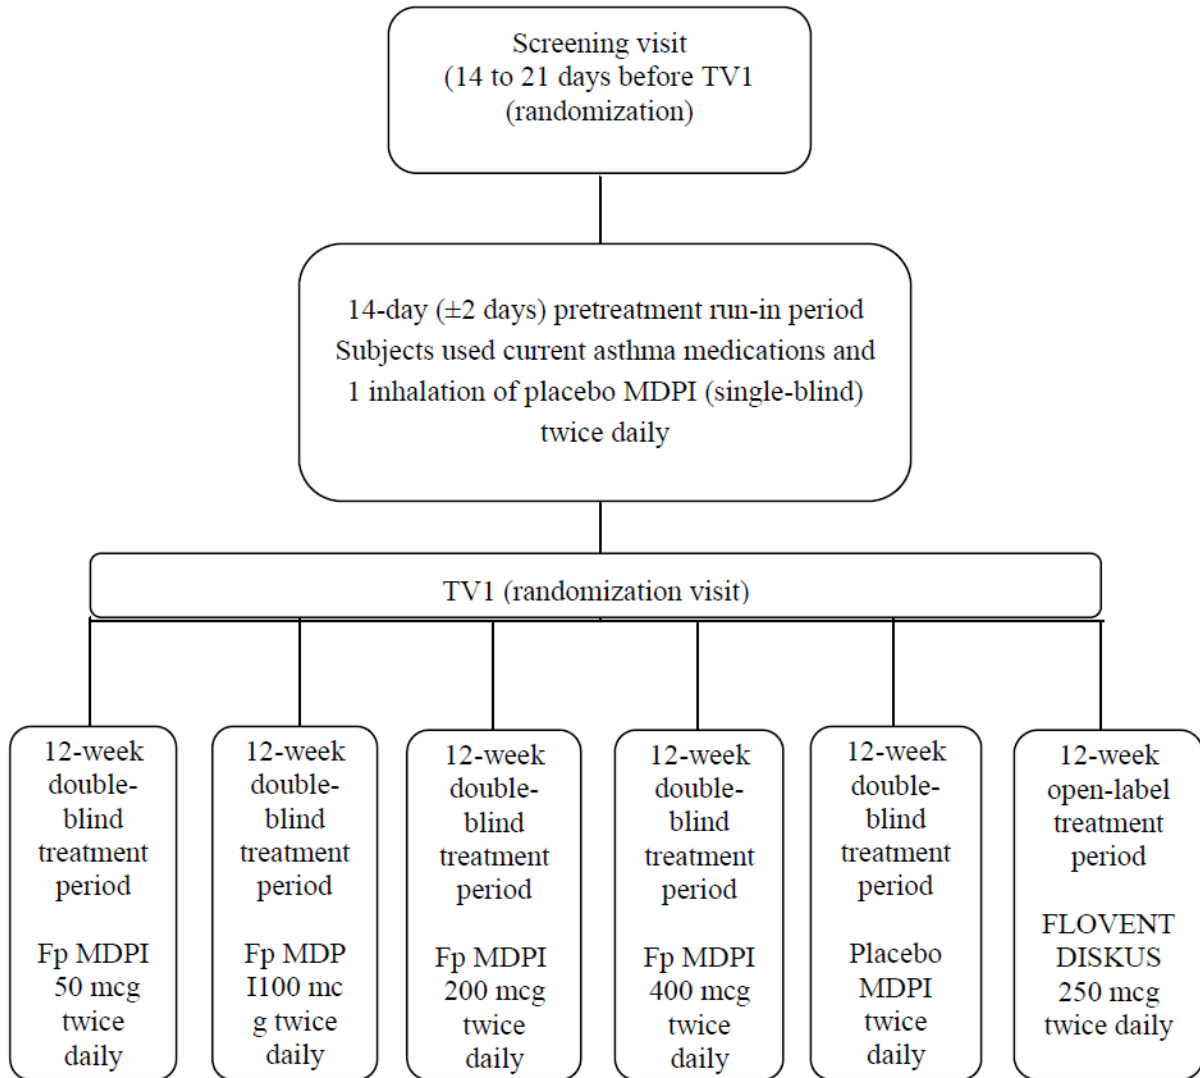 Screening visit
(14 to 21 days before TV1
(randomization)
14-day (±2 days) pretreatment run-in period
Subjects used current asthma medications and
1 inhalation of placebo MDPI (single-blind)
twice daily
TV1 (randomization visit)
12-week
double-
blind
treatment
period
Fp MDPI
50 mcg
twice
daily
12-week
double-
blind
treatment
period
Fp MDP
I100 mc
g twice
daily
12-week
double-
blind
treatment
period
Fp MDPI
200 mcg
twice
daily
12-week
double-
blind
treatment
period
Fp MDPI
400 mcg
twice
daily
12-week
double-
blind
treatment
period
Placebo
MDPI
twice
daily
12-week
open-label
treatment
period
FLOVENT
DISKUS
250 mcg
twice daily